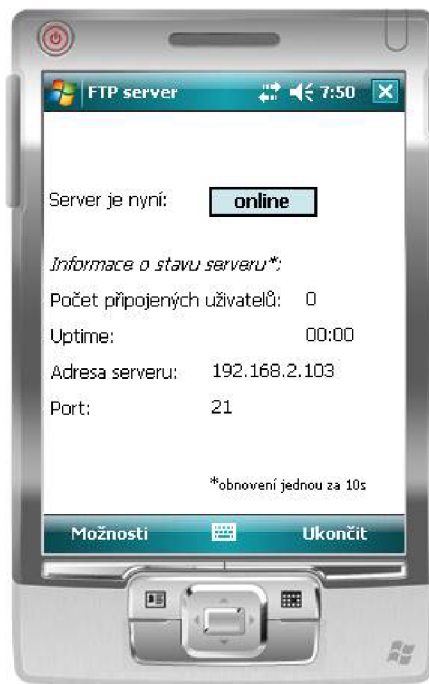 FTP server 7:50
Server je nyní: online
Informace o stavu serveru*:
Počet připojených uživatelů: 0
Uptime: 00:00
Adresa serveru: 192.168.2.103
Port: 21
*obnovení jednou za 10s
Možnosti Ukončit